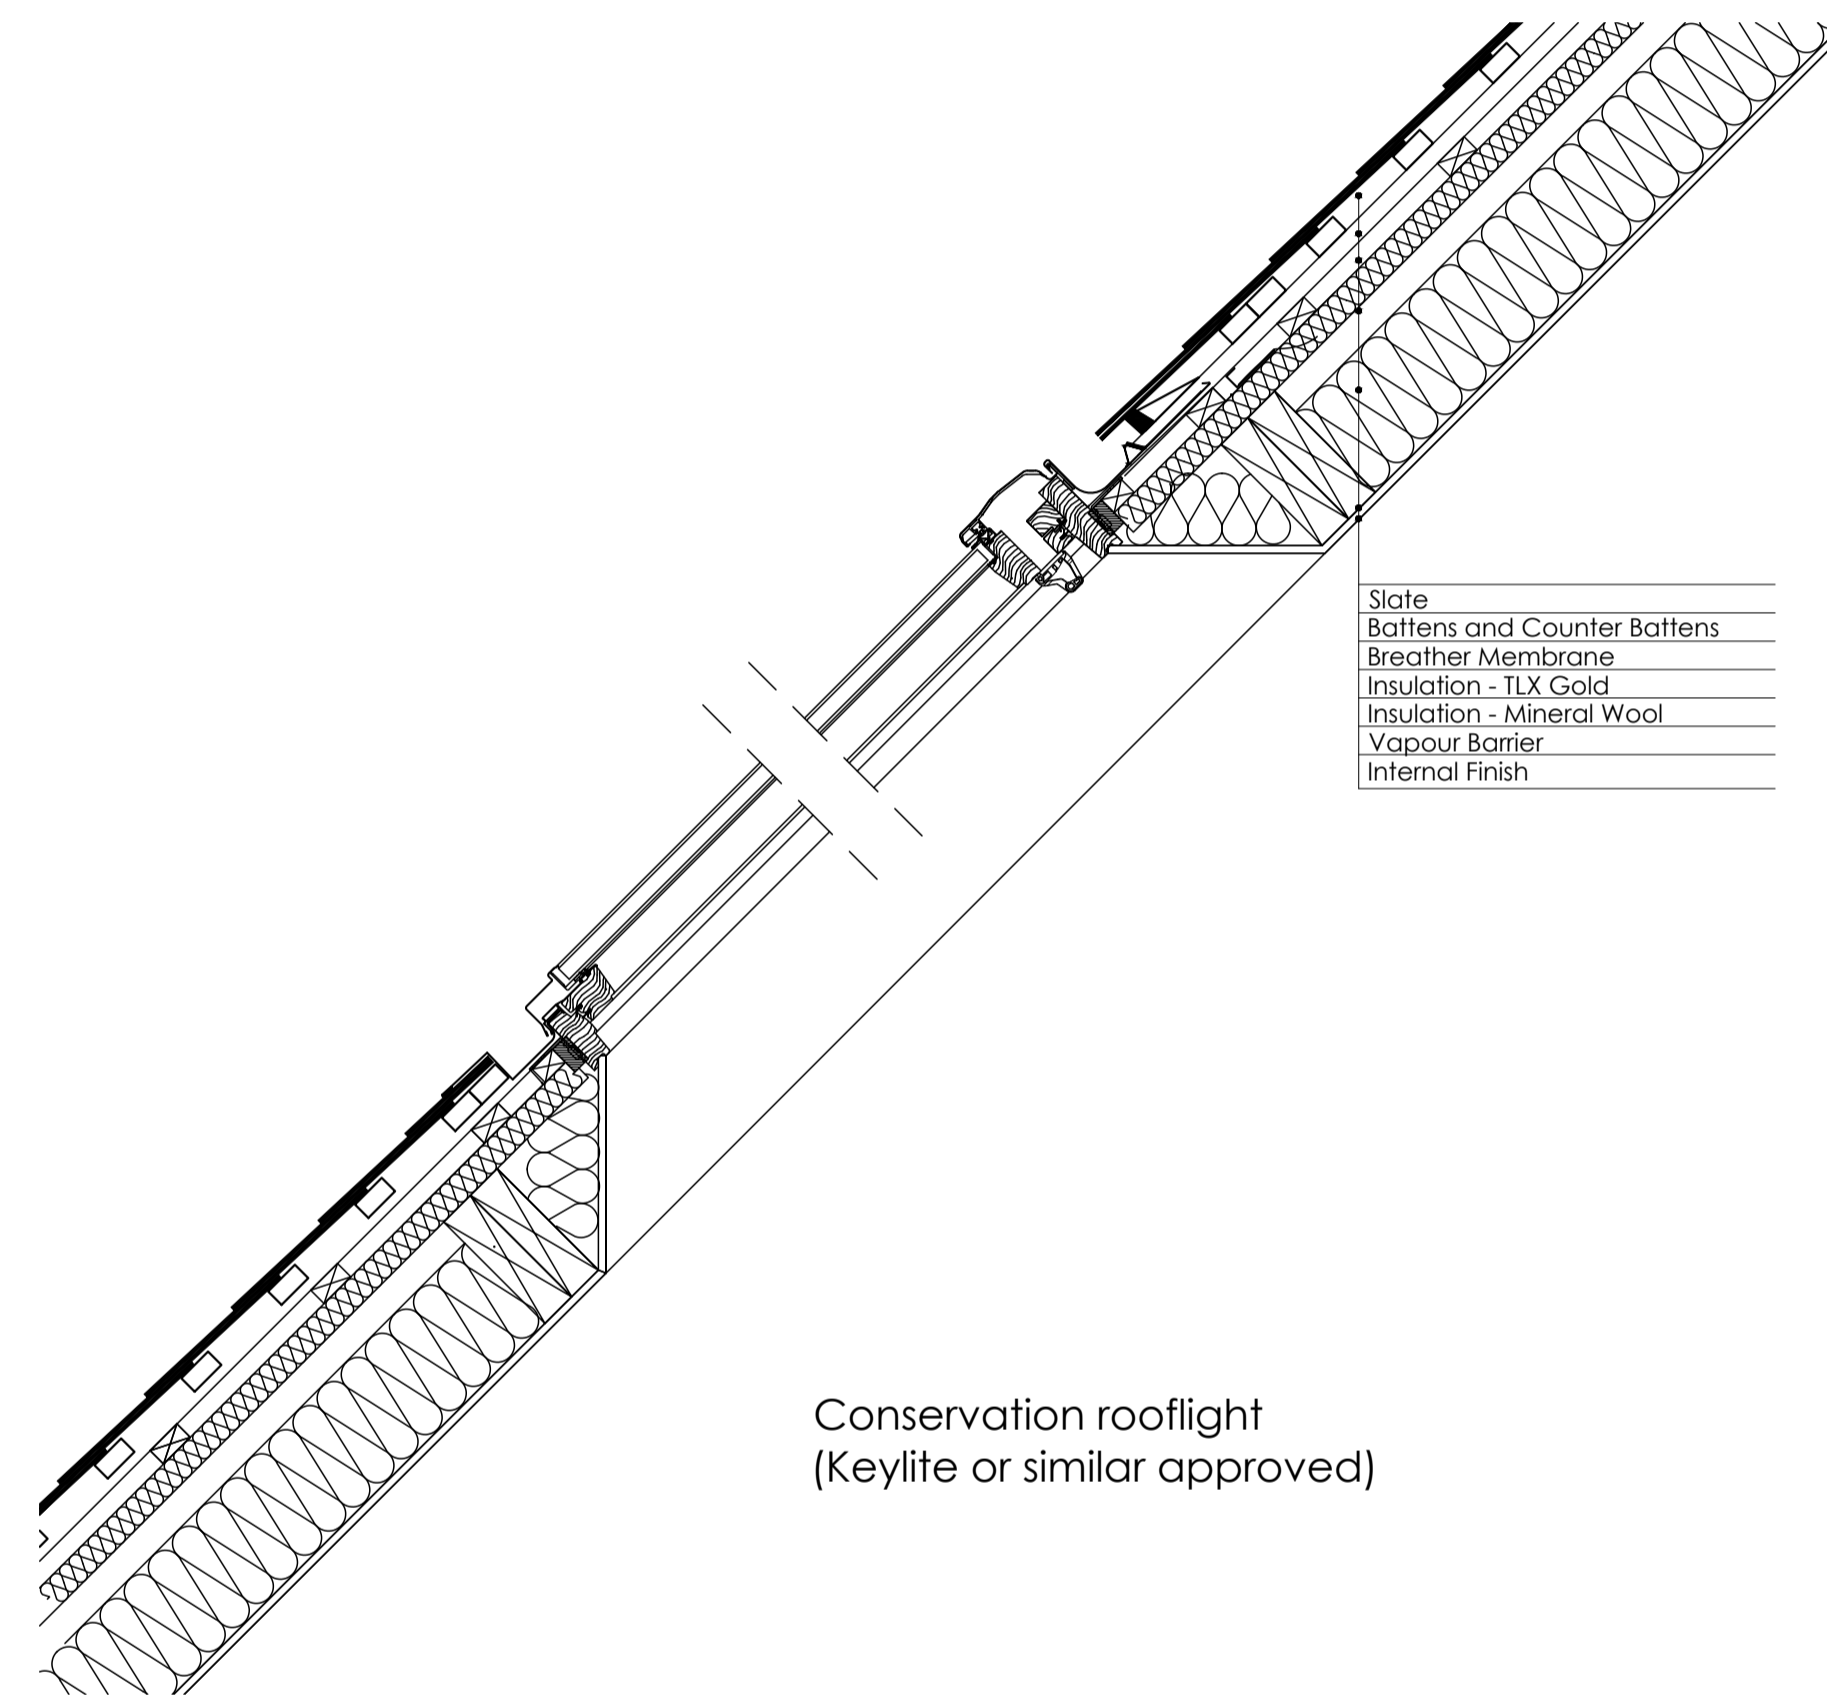 Slate
Battens and Counter Battens
Breather Membrane
Insulation - TLX Gold
Insulation - Mineral Wool
Vapour Barrier
Internal Finish
Conservation rooflight
(Keylite or similar approved)